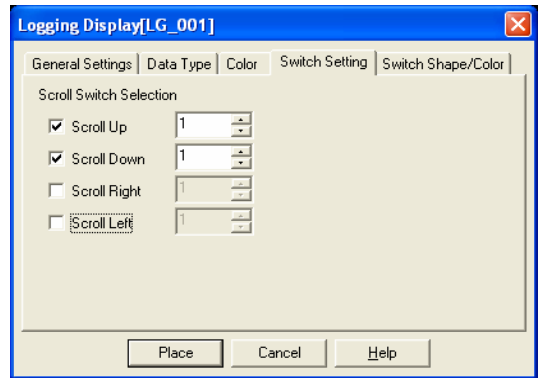 Logging Display[LG_001]
General Settings Data Type Color Switch Setting Switch Shape/Color
Scroll Switch Selection
Scroll Up 1
Scroll Down 1
Scroll Right 1
Scroll Left 1
Place Cancel Help